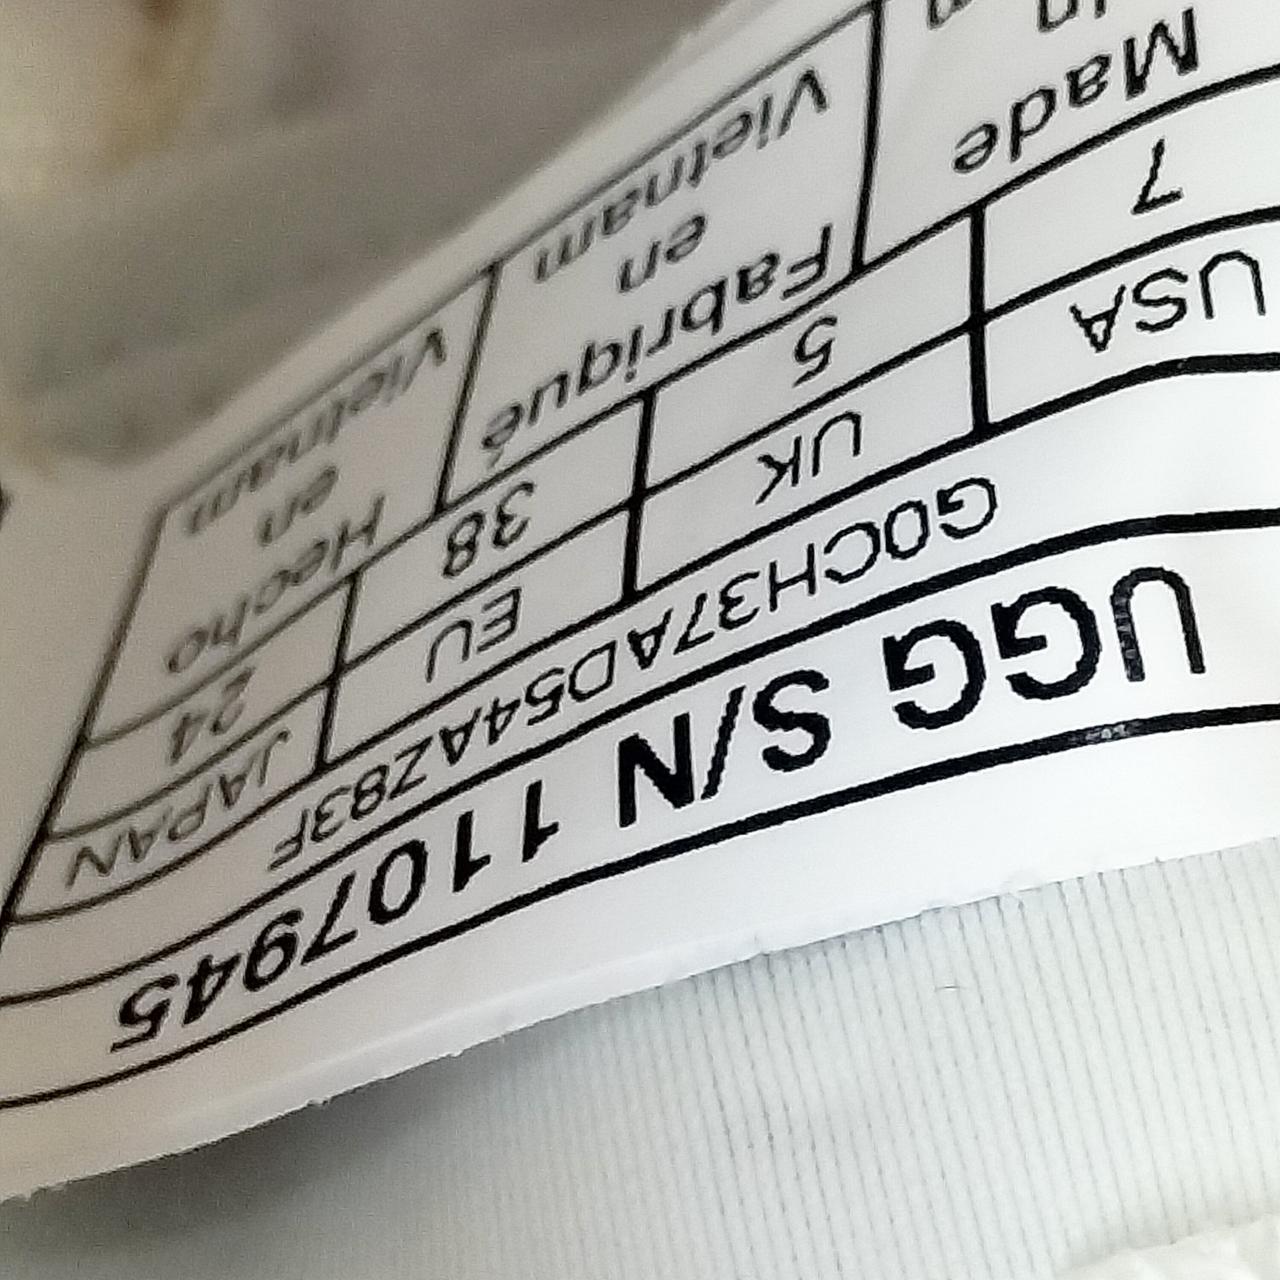 UGG S/N 1107945
G0CH37AD54AZ83F
USA UK EU JAPAN
7 5 38 24
Made Fabriqué Hecho
in en en
Vietnam Vietnam